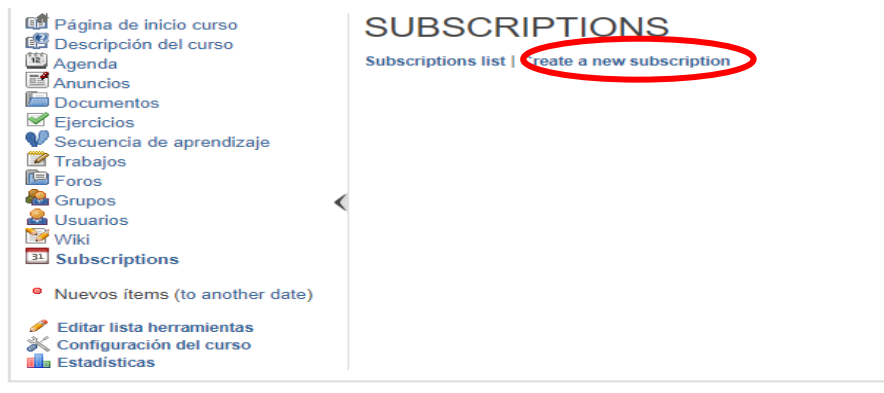 Página de inicio curso
Descripción del curso
Agenda
Anuncios
Documentos
Ejercicios
Secuencia de aprendizaje
Trabajos
Foros
Grupos
Usuarios
Wiki
Subscriptions
Nuevos ítems (to another date)
Editar lista herramientas
Configuración del curso
Estadísticas
SUBSCRIPTIONS
Subscriptions list | Create a new subscription